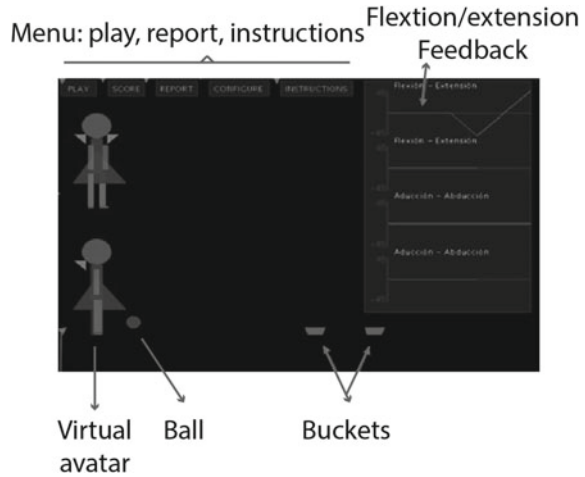 Menu: play, report, instructions
Flextion/extension
Feedback
PLAY
SCORE
REPORT
CONFIGURE
INSTRUCTIONS
Flexión - Extensión
Flexión - Extensión
Aducción - Abducción
Aducción - Abducción
Virtual
avatar
Ball
Buckets